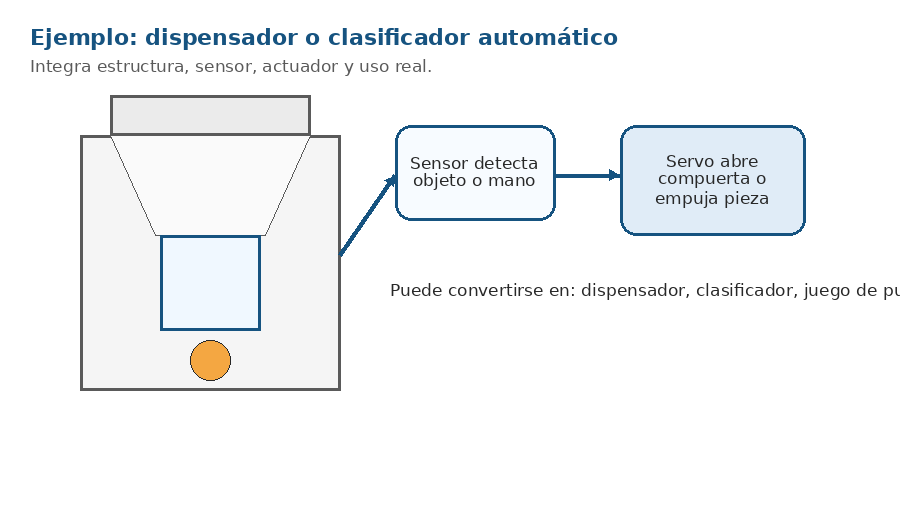 Ejemplo: dispensador o clasificador automático
Integra estructura, sensor, actuador y uso real.
Sensor detecta
objeto o mano
Servo abre
compuerta o
empuja pieza
Puede convertirse en: dispensador, clasificador, juego de